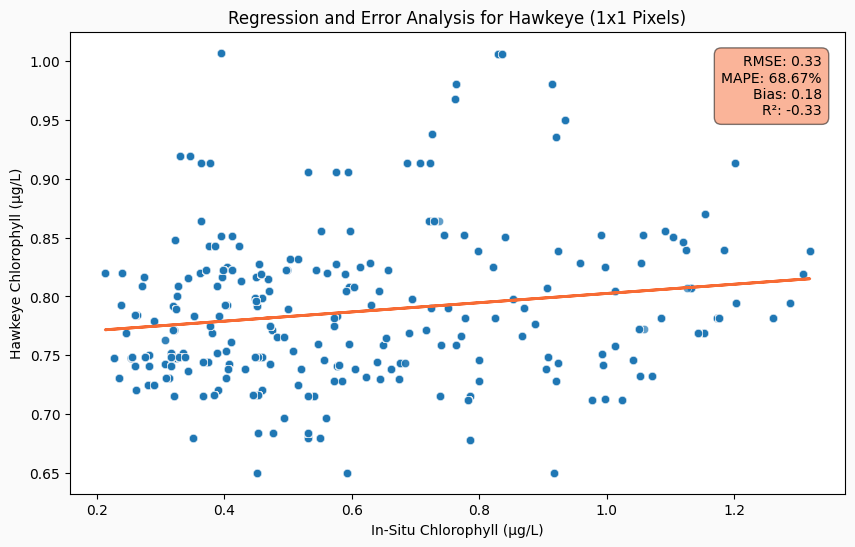 Regression and Error Analysis for Hawkeye (1x1 Pixels)
RMSE: 0.33
MAPE: 68.67%
Bias: 0.18
R²: -0.33
Hawkeye Chlorophyll (µg/L)
1.00
0.95
0.90
0.85
0.80
0.75
0.70
0.65
0.2 0.4 0.6 0.8 1.0 1.2
In-Situ Chlorophyll (µg/L)